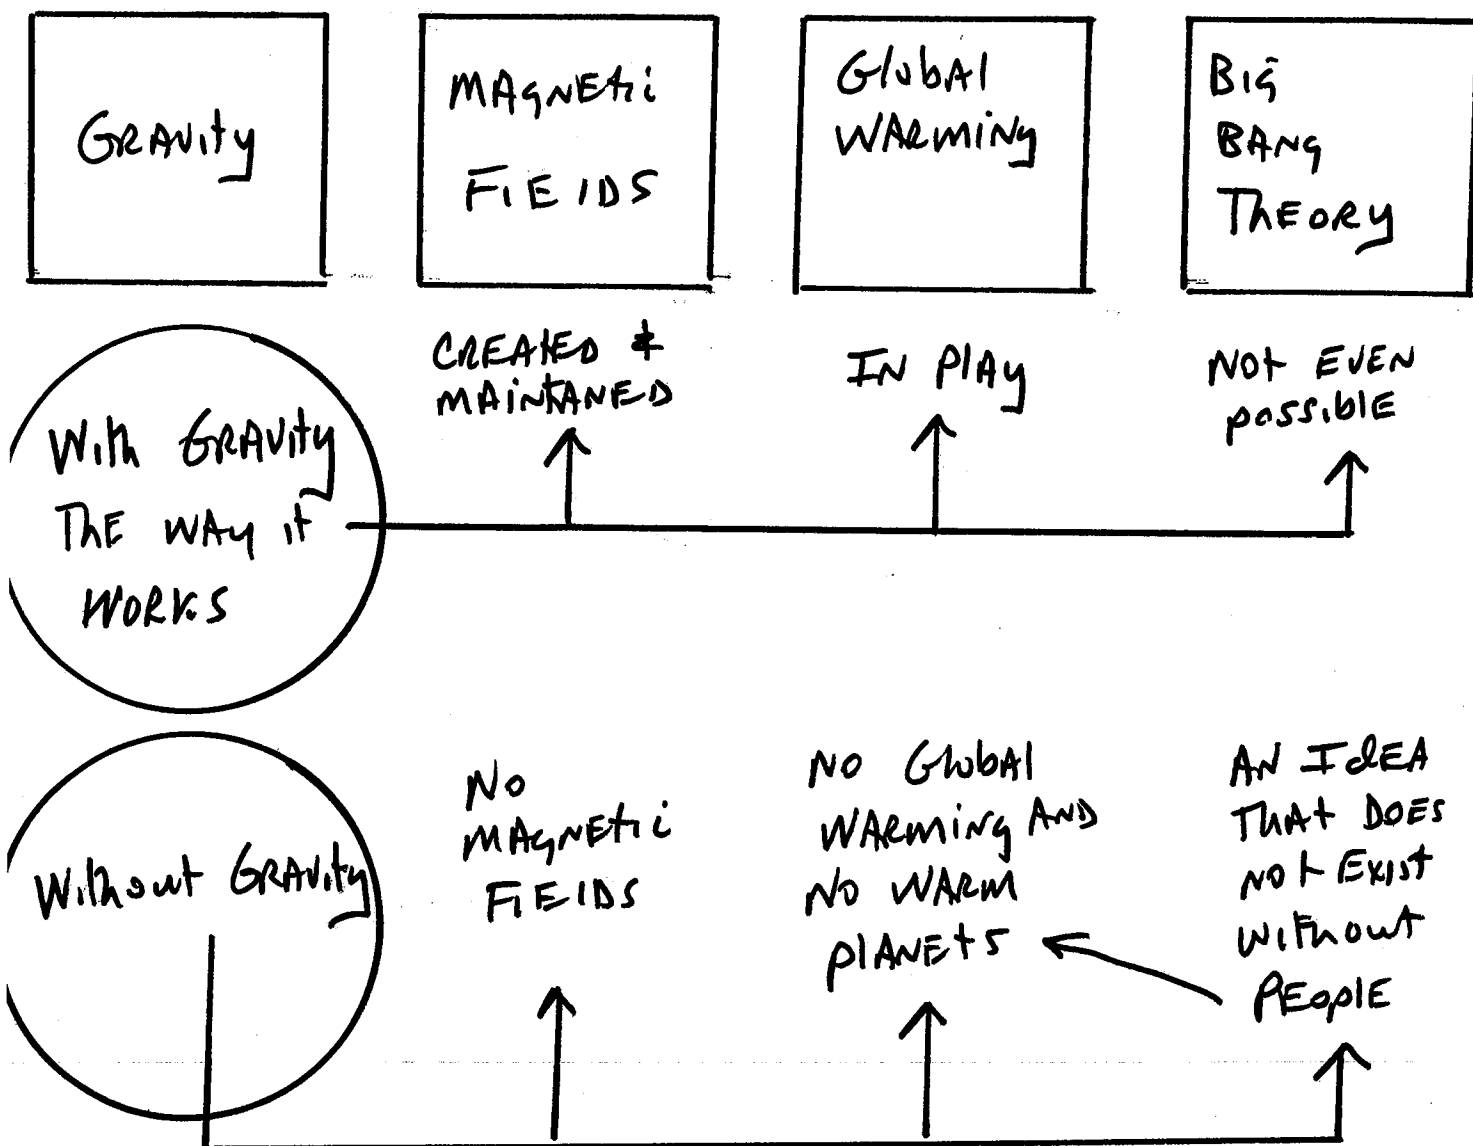 GRAVITY
MAGNETIC
FIELDS
Global
WARMING
BIG
BANG
THEORY
With GRAVITY
THE WAY it
WORKS
CREATED &
MAINTANED
IN PLAY
NOT EVEN
possible
Without GRAVITY
NO
MAGNETIC
FIELDS
NO Global
WARMING AND
NO WARM
PLANETS
AN IdEA
THAT DOES
NOT EXIST
WITHOUT
PEOPLE